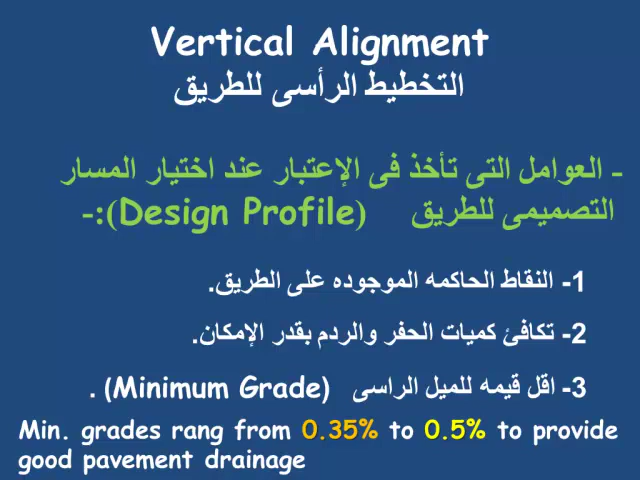 Vertical Alignment
التخطيط الرأسى للطريق
- العوامل التى تأخذ فى الإعتبار عند اختيار المسار
التصميمى للطريق (Design Profile):-
1- النقاط الحاكمه الموجوده على الطريق.
2- تكافئ كميات الحفر والردم بقدر الإمكان.
3- اقل قيمه للميل الراسى (Minimum Grade) .
Min. grades rang from 0.35% to 0.5% to provide
good pavement drainage